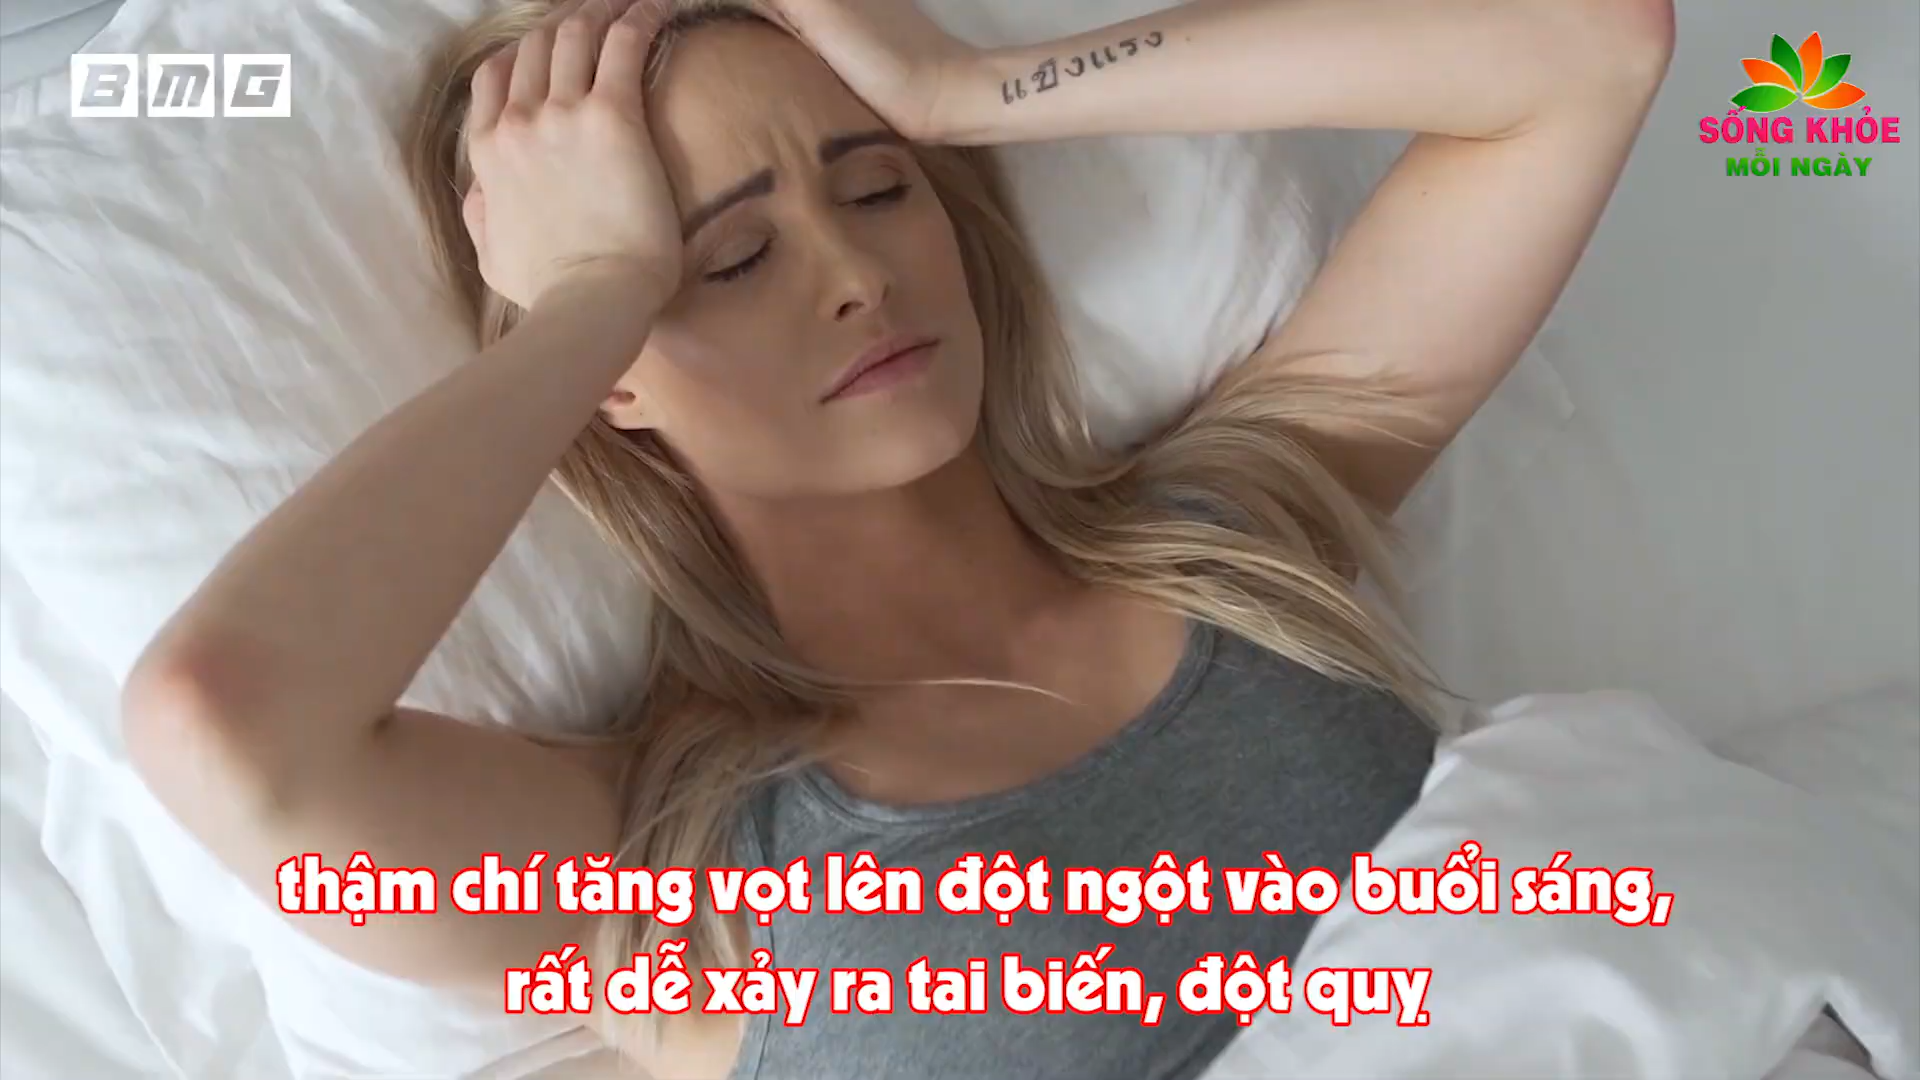 BMG
แข็งแรง
SỐNG KHỎE
MỖI NGÀY
thậm chí tăng vọt lên đột ngột vào buổi sáng,
rất dễ xảy ra tai biến, đột quỵ